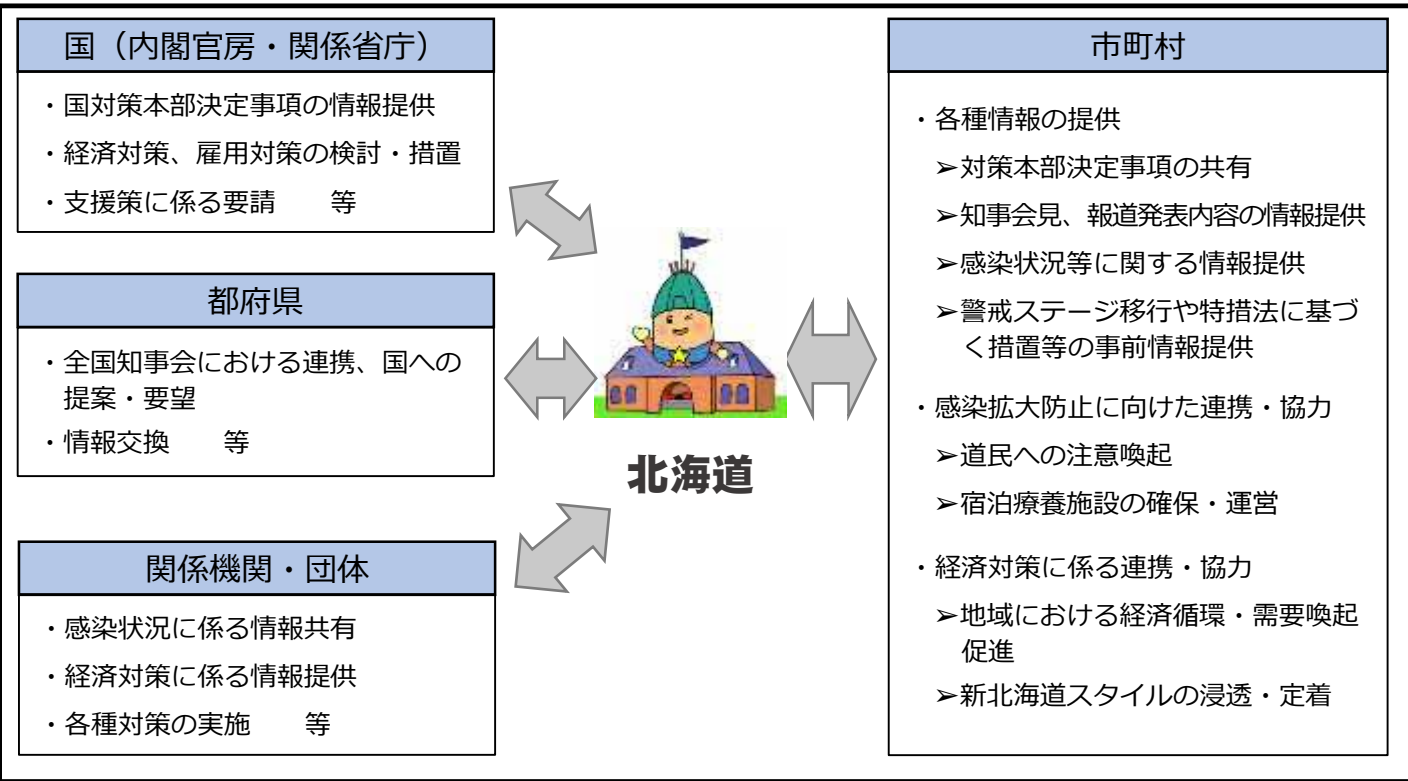 国（内閣官房・関係省庁）
・国対策本部決定事項の情報提供
・経済対策、雇用対策の検討・措置
・支援策に係る要請　　等
都府県
・全国知事会における連携、国への
提案・要望
・情報交換　　等
関係機関・団体
・感染状況に係る情報共有
・経済対策に係る情報提供
・各種対策の実施　　等
北海道
市町村
・各種情報の提供
➢対策本部決定事項の共有
➢知事会見、報道発表内容の情報提供
➢感染状況等に関する情報提供
➢警戒ステージ移行や特措法に基づ
く措置等の事前情報提供
・感染拡大防止に向けた連携・協力
➢道民への注意喚起
➢宿泊療養施設の確保・運営
・経済対策に係る連携・協力
➢地域における経済循環・需要喚起
促進
➢新北海道スタイルの浸透・定着